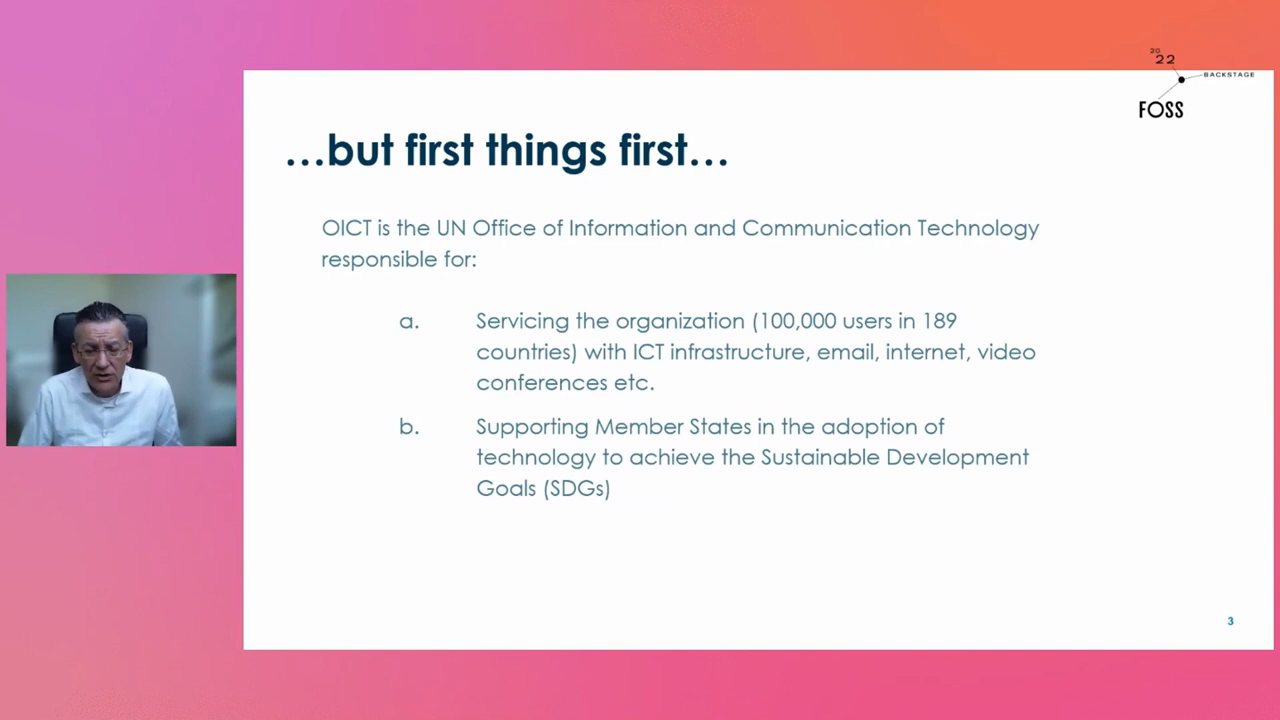 20
22
BACKSTAGE
FOSS
…but first things first…
OICT is the UN Office of Information and Communication Technology
responsible for:
a. Servicing the organization (100,000 users in 189
countries) with ICT infrastructure, email, internet, video
conferences etc.
b. Supporting Member States in the adoption of
technology to achieve the Sustainable Development
Goals (SDGs)
3